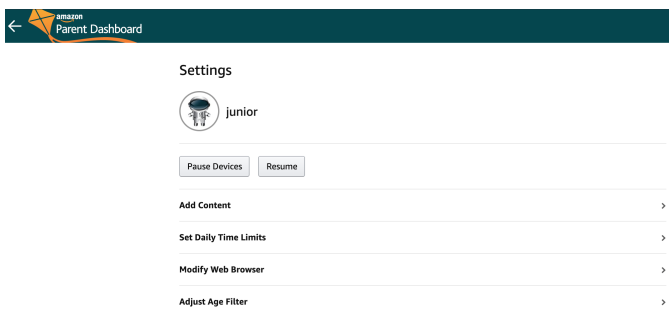 amazon
Parent Dashboard
Settings
junior
Pause Devices Resume
Add Content
Set Daily Time Limits
Modify Web Browser
Adjust Age Filter